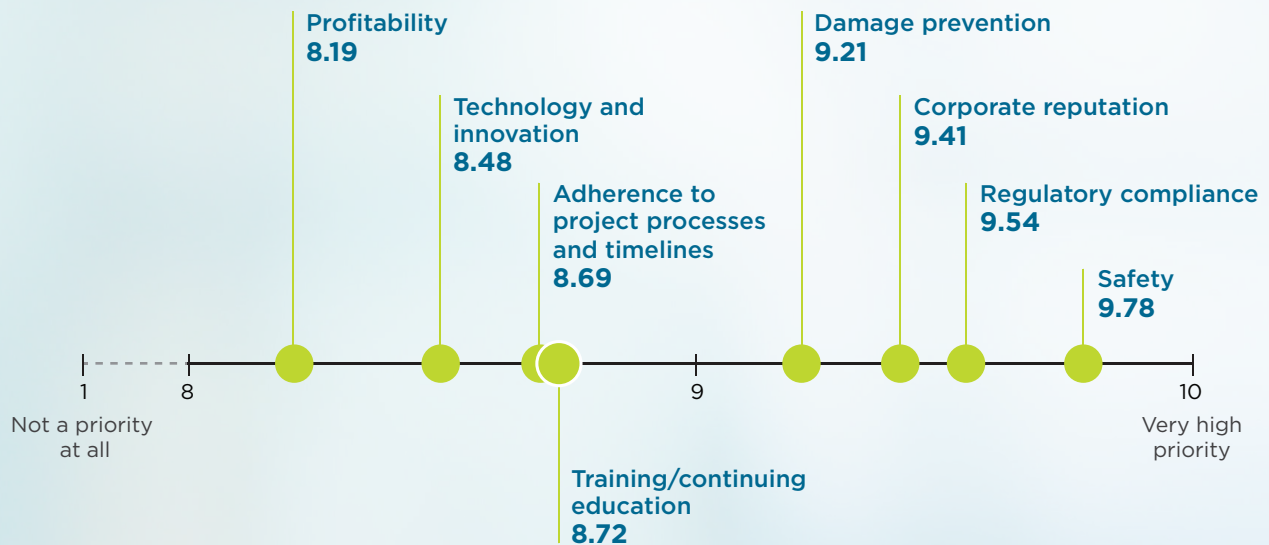 Profitability
8.19
Technology and
innovation
8.48
Adherence to
project processes
and timelines
8.69
Damage prevention
9.21
Corporate reputation
9.41
Regulatory compliance
9.54
Safety
9.78
1
8
9
10
Not a priority
at all
Very high
priority
Training/continuing
education
8.72